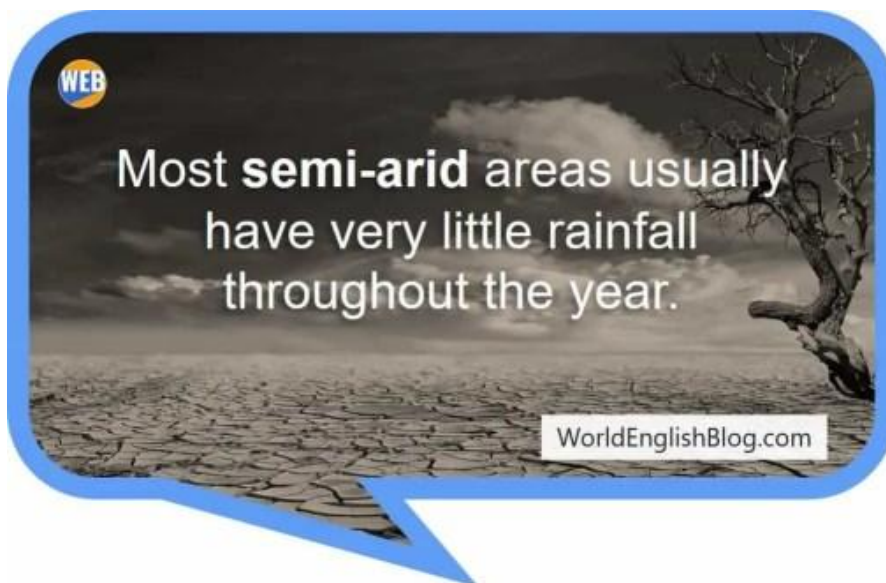 WEB
Most semi-arid areas usually
have very little rainfall
throughout the year.
WorldEnglishBlog.com